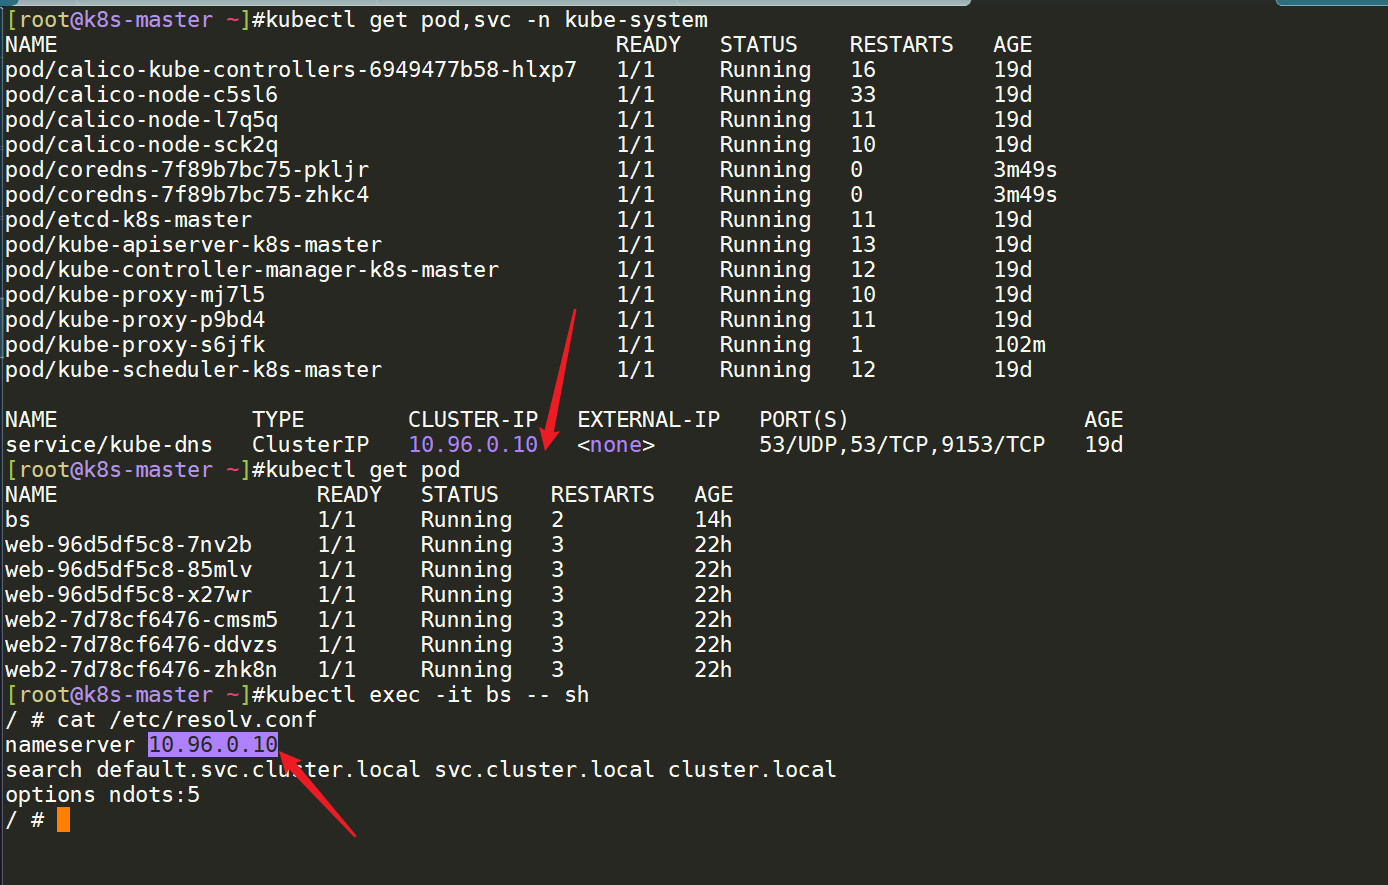 [root@k8s-master ~]#kubectl get pod,svc -n kube-system
NAME READY STATUS RESTARTS AGE
pod/calico-kube-controllers-6949477b58-hlxp7 1/1 Running 16 19d
pod/calico-node-c5sl6 1/1 Running 33 19d
pod/calico-node-l7q5q 1/1 Running 11 19d
pod/calico-node-sck2q 1/1 Running 10 19d
pod/coredns-7f89b7bc75-pkljr 1/1 Running 0 3m49s
pod/coredns-7f89b7bc75-zhkc4 1/1 Running 0 3m49s
pod/etcd-k8s-master 1/1 Running 11 19d
pod/kube-apiserver-k8s-master 1/1 Running 13 19d
pod/kube-controller-manager-k8s-master 1/1 Running 12 19d
pod/kube-proxy-mj7l5 1/1 Running 10 19d
pod/kube-proxy-p9bd4 1/1 Running 11 19d
pod/kube-proxy-s6jfk 1/1 Running 1 102m
pod/kube-scheduler-k8s-master 1/1 Running 12 19d
NAME TYPE CLUSTER-IP EXTERNAL-IP PORT(S) AGE
service/kube-dns ClusterIP 10.96.0.10 <none> 53/UDP,53/TCP,9153/TCP 19d
[root@k8s-master ~]#kubectl get pod
NAME READY STATUS RESTARTS AGE
bs 1/1 Running 2 14h
web-96d5df5c8-7nv2b 1/1 Running 3 22h
web-96d5df5c8-85mlv 1/1 Running 3 22h
web-96d5df5c8-x27wr 1/1 Running 3 22h
web2-7d78cf6476-cmsm5 1/1 Running 3 22h
web2-7d78cf6476-ddvzs 1/1 Running 3 22h
web2-7d78cf6476-zhk8n 1/1 Running 3 22h
[root@k8s-master ~]#kubectl exec -it bs -- sh
/ # cat /etc/resolv.conf
nameserver 10.96.0.10
search default.svc.cluster.local svc.cluster.local cluster.local
options ndots:5
/ #